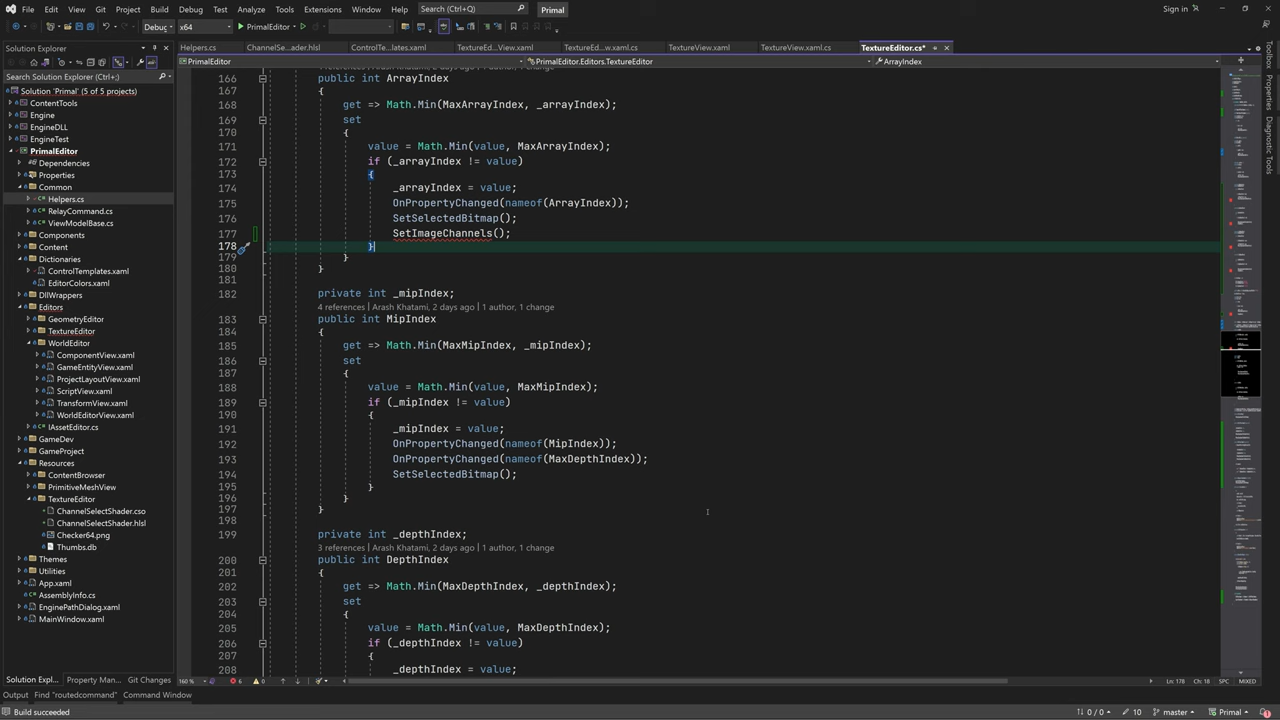 File Edit View Git Project Build Debug Test Analyze Tools Extensions Window Help Search (Ctrl+Q) Primal Sign in
Debug x64 PrimalEditor
Solution Explorer
Helpers.cs ChannelSe...ader.hlsl ControlTe...lates.xaml TextureEd...View.xaml TextureEd...w.xaml.cs TextureView.xaml TextureView.xaml.cs TextureEditor.cs*
PrimalEditor PrimalEditor.Editors.TextureEditor ArrayIndex
Search Solution Explorer (Ctrl+;)
Solution 'Primal' (5 of 5 projects)
ContentTools
Engine
EngineDLL
EngineTest
PrimalEditor
Dependencies
Properties
Common
Helpers.cs
RelayCommand.cs
ViewModelBase.cs
Components
Content
Dictionaries
ControlTemplates.xaml
EditorColors.xaml
DllWrappers
Editors
GeometryEditor
TextureEditor
WorldEditor
ComponentView.xaml
GameEntityView.xaml
ProjectLayoutView.xaml
ScriptView.xaml
TransformView.xaml
WorldEditorView.xaml
IAssetEditor.cs
GameDev
GameProject
Resources
ContentBrowser
PrimitiveMeshView
TextureEditor
ChannelSelectShader.cso
ChannelSelectShader.hlsl
Checker64.png
Thumbs.db
Themes
Utilities
App.xaml
AssemblyInfo.cs
EnginePathDialog.xaml
MainWindow.xaml
166 public int ArrayIndex
167 {
168 get => Math.Min(MaxArrayIndex, _arrayIndex);
169 set
170 {
171 value = Math.Min(value, MaxArrayIndex);
172 if (_arrayIndex != value)
173 {
174 _arrayIndex = value;
175 OnPropertyChanged(nameof(ArrayIndex));
176 SetSelectedBitmap();
177 SetImageChannels();
178 }
179 }
180 }
181
182 private int _mipIndex;
4 references | Arash Khatami, 2 days ago | 1 author, 1 change
183 public int MipIndex
184 {
185 get => Math.Min(MaxMipIndex, _mipIndex);
186 set
187 {
188 value = Math.Min(value, MaxMipIndex);
189 if (_mipIndex != value)
190 {
191 _mipIndex = value;
192 OnPropertyChanged(nameof(MipIndex));
193 OnPropertyChanged(nameof(MaxDepthIndex));
194 SetSelectedBitmap();
195 }
196 }
197 }
198
199 private int _depthIndex;
3 references | Arash Khatami, 2 days ago | 1 author, 1 change
200 public int DepthIndex
201 {
202 get => Math.Min(MaxDepthIndex, _depthIndex);
203 set
204 {
205 value = Math.Min(value, MaxDepthIndex);
206 if (_depthIndex != value)
207 {
208 _depthIndex = value;
Toolbox
Properties
Solution Expl... Property Man... Git Changes
160 % 6 0 Ln: 178 Ch: 18 SPC MIXED
Output Find "routedcommand" Command Window
Build succeeded 0 / 0 10 master Primal